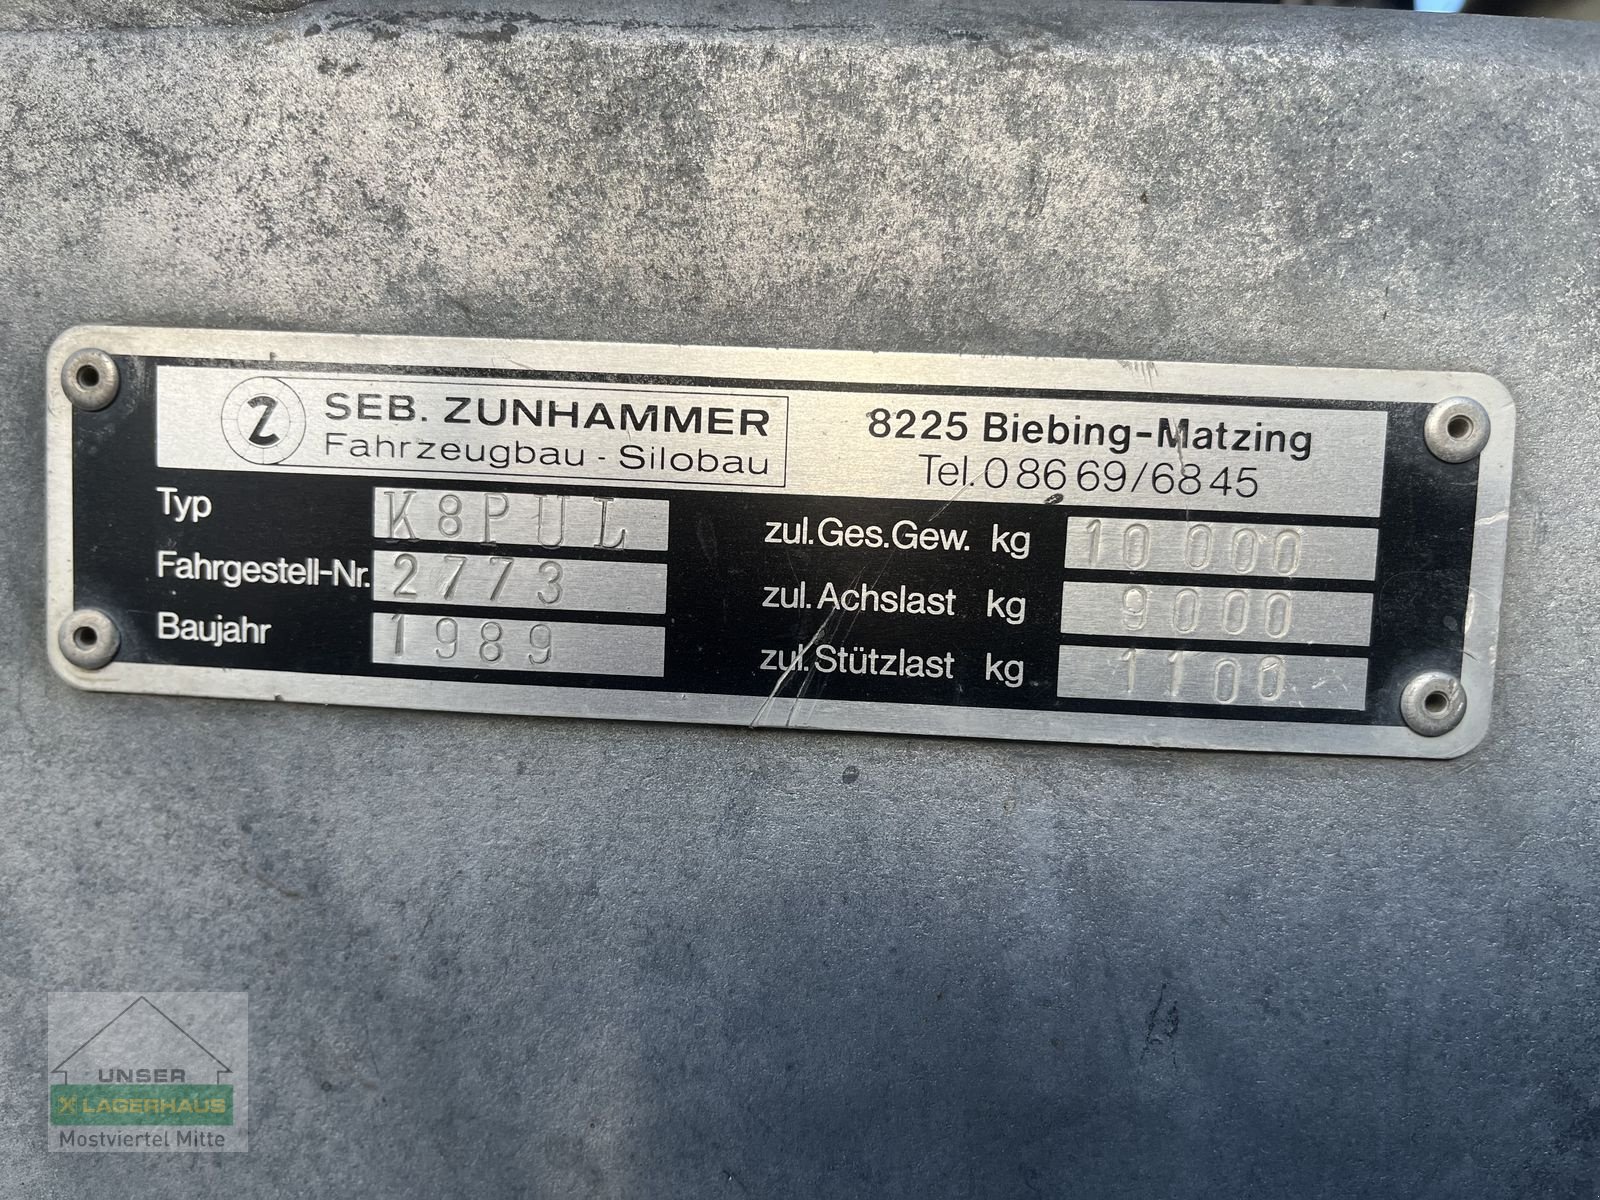 Z SEB. ZUNHAMMER
Fahrzeugbau - Silobau
8225 Biebing-Matzing
Tel. 0 86 69/68 45
Typ K8PUL
Fahrgestell-Nr. 2773
Baujahr 1989
zul. Ges. Gew. kg 10 000
zul. Achslast kg 9000
zul. Stützlast kg 1100
UNSER
X LAGERHAUS
Mostviertel Mitte